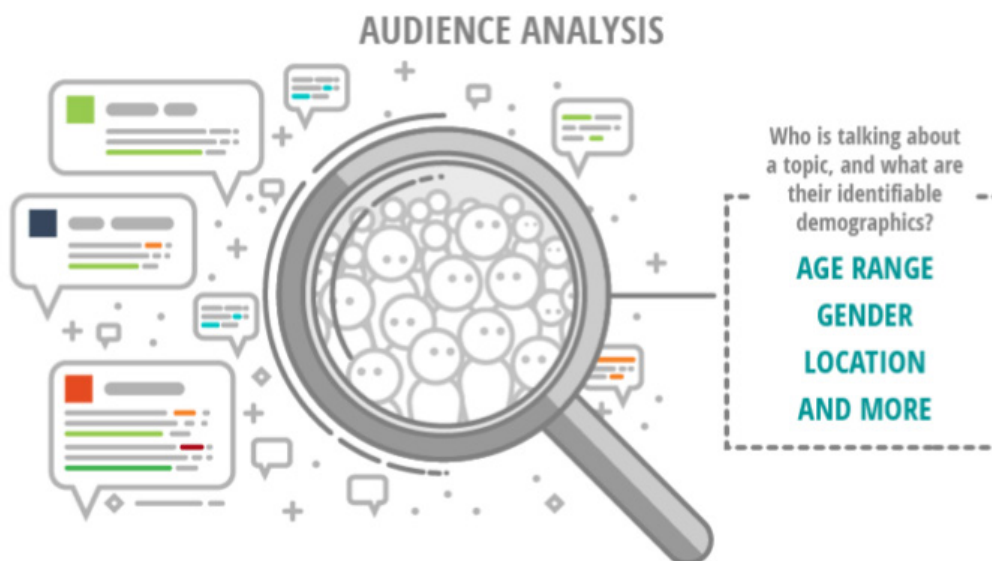 AUDIENCE ANALYSIS
Who is talking about
a topic, and what are
their identifiable
demographics?
AGE RANGE
GENDER
LOCATION
AND MORE